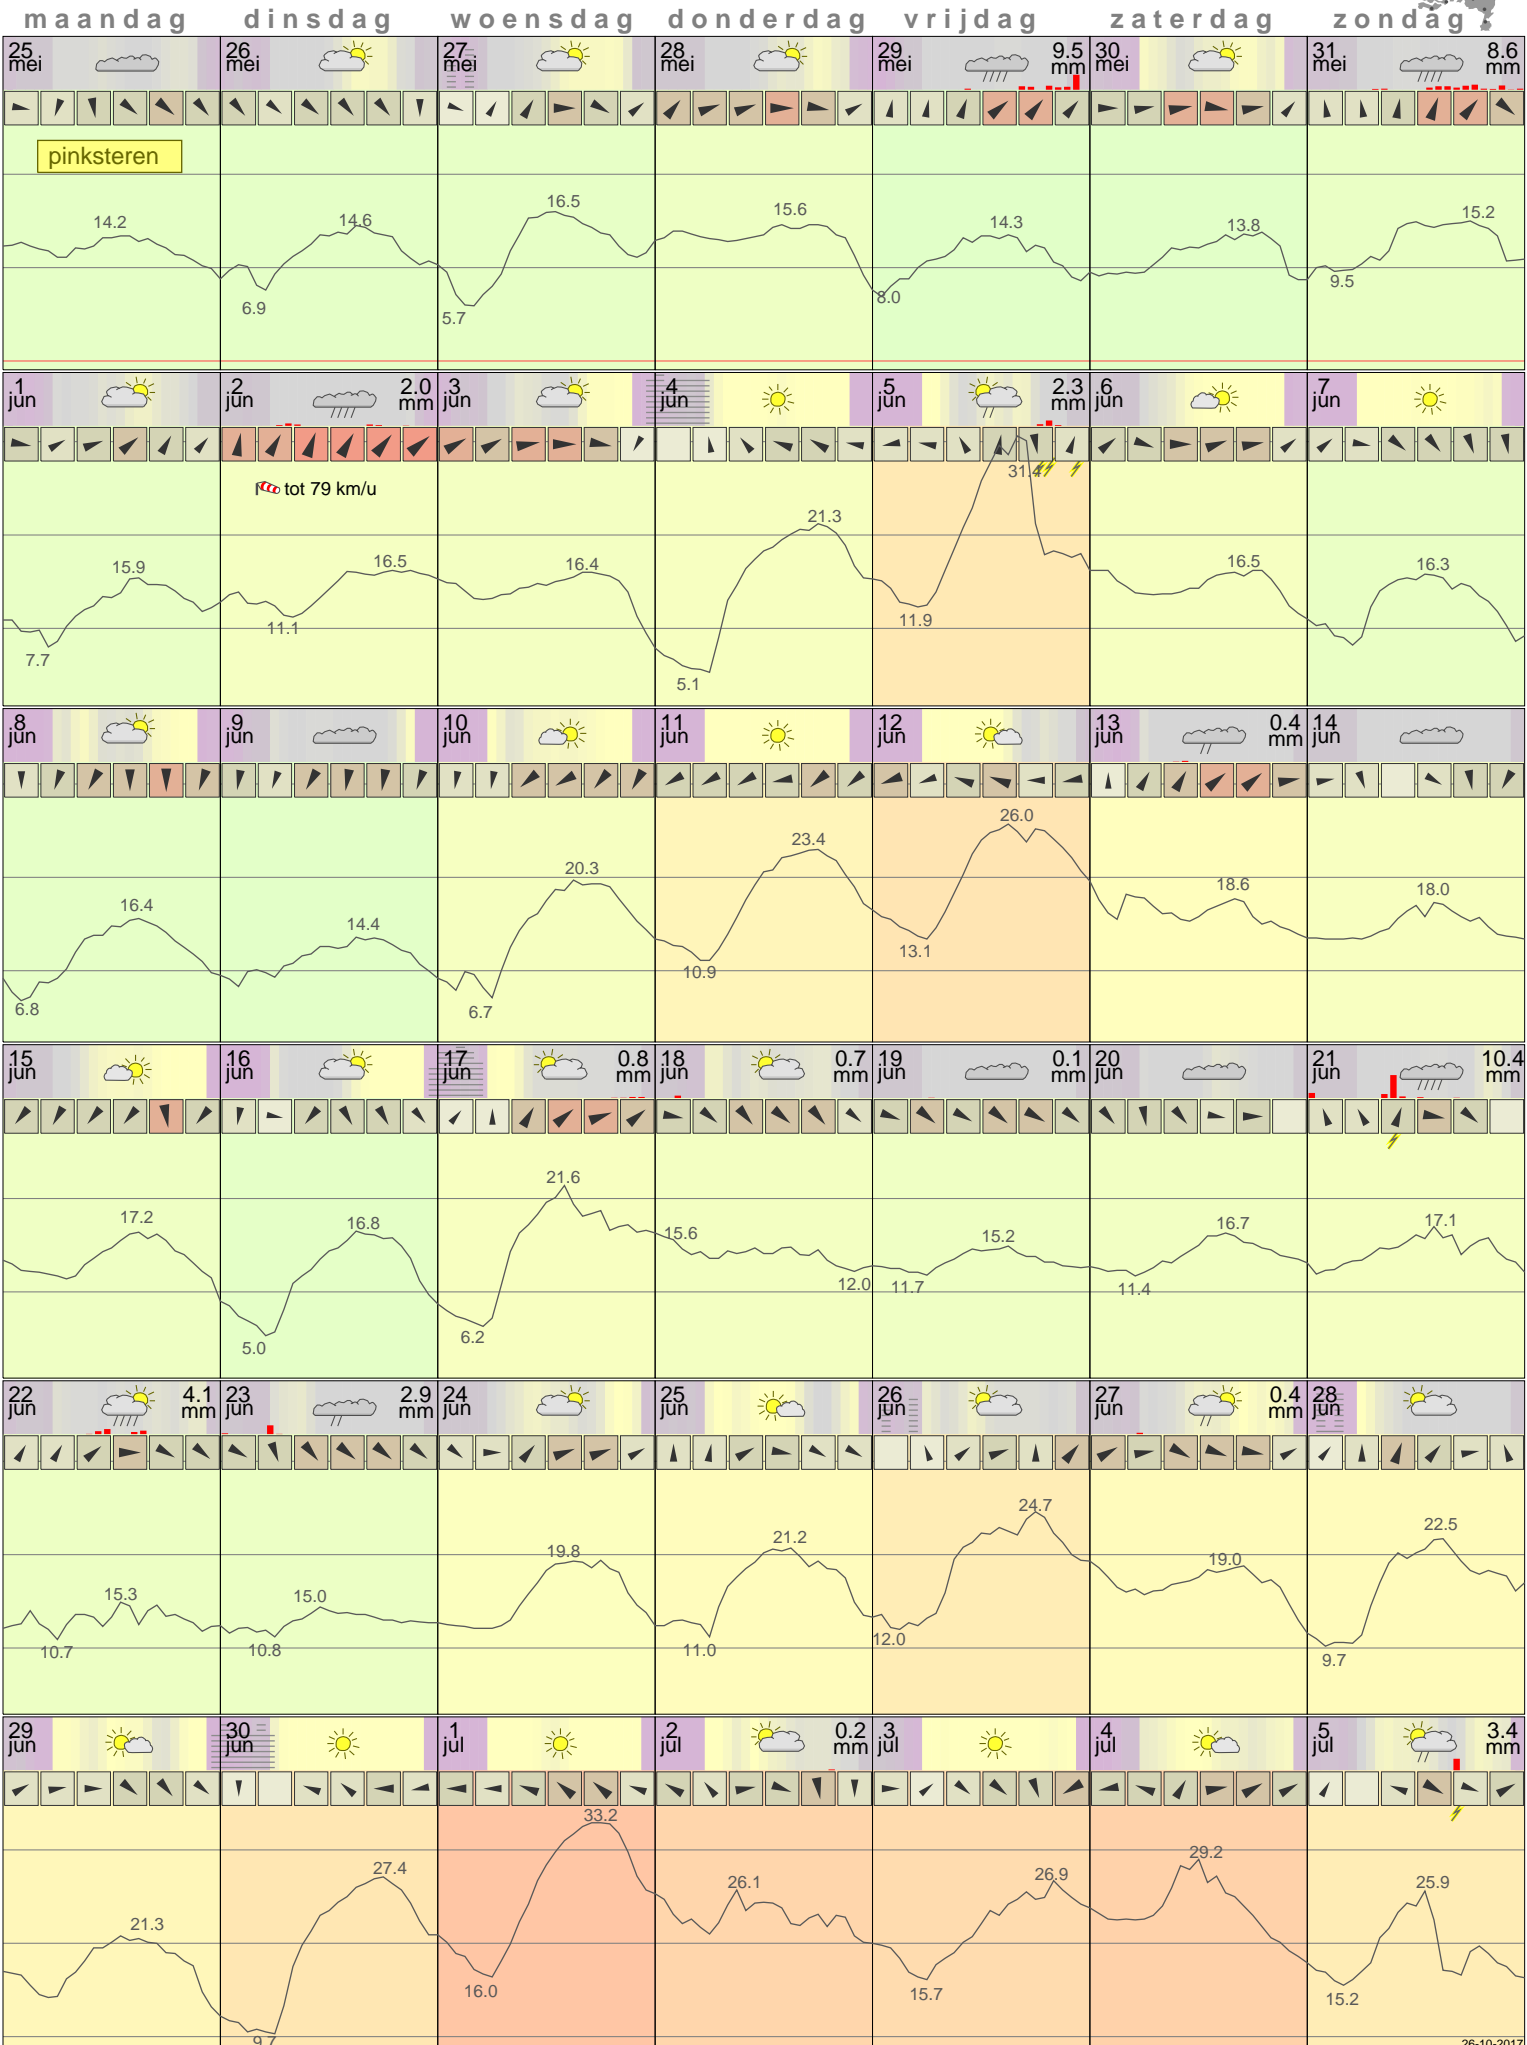 maandag dinsdag woensdag donderdag vrijdag zaterdag zondag
25 26 27 28 29 9.5 30 31 8.6
mei mei mei mei mei mm mei mei mm
pinksteren
14.2 14.6 16.5 15.6 14.3 13.8 15.2
6.9 5.7 8.0 9.5
1 2 2.0 3 4 5 2.3 6 7
jun jun mm jun jun jun mm jun jun
31.4
tot 79 km/u
15.9 16.5 16.4 21.3 16.5 16.3
7.7 11.1 5.1 11.9
8 9 10 11 12 13 0.4 14
jun jun jun jun jun jun mm jun
16.4 14.4 20.3 23.4 26.0 18.6 18.0
6.8 6.7 10.9 13.1
15 16 17 0.8 18 0.7 19 0.1 20 21 10.4
jun jun jun mm jun mm jun mm jun jun mm
17.2 16.8 21.6 15.6 15.2 16.7 17.1
5.0 6.2 12.0 11.7 11.4
22 4.1 23 2.9 24 25 26 27 0.4 28
jun mm jun mm jun jun jun jun mm jun
15.3 15.0 19.8 21.2 24.7 19.0 22.5
10.7 10.8 11.0 12.0 9.7
29 30 1 2 0.2 3 4 5 3.4
jun jun jul jul mm jul jul jul mm
21.3 27.4 33.2 26.1 26.9 29.2 25.9
9.7 16.0 15.7 15.2
26-10-2017